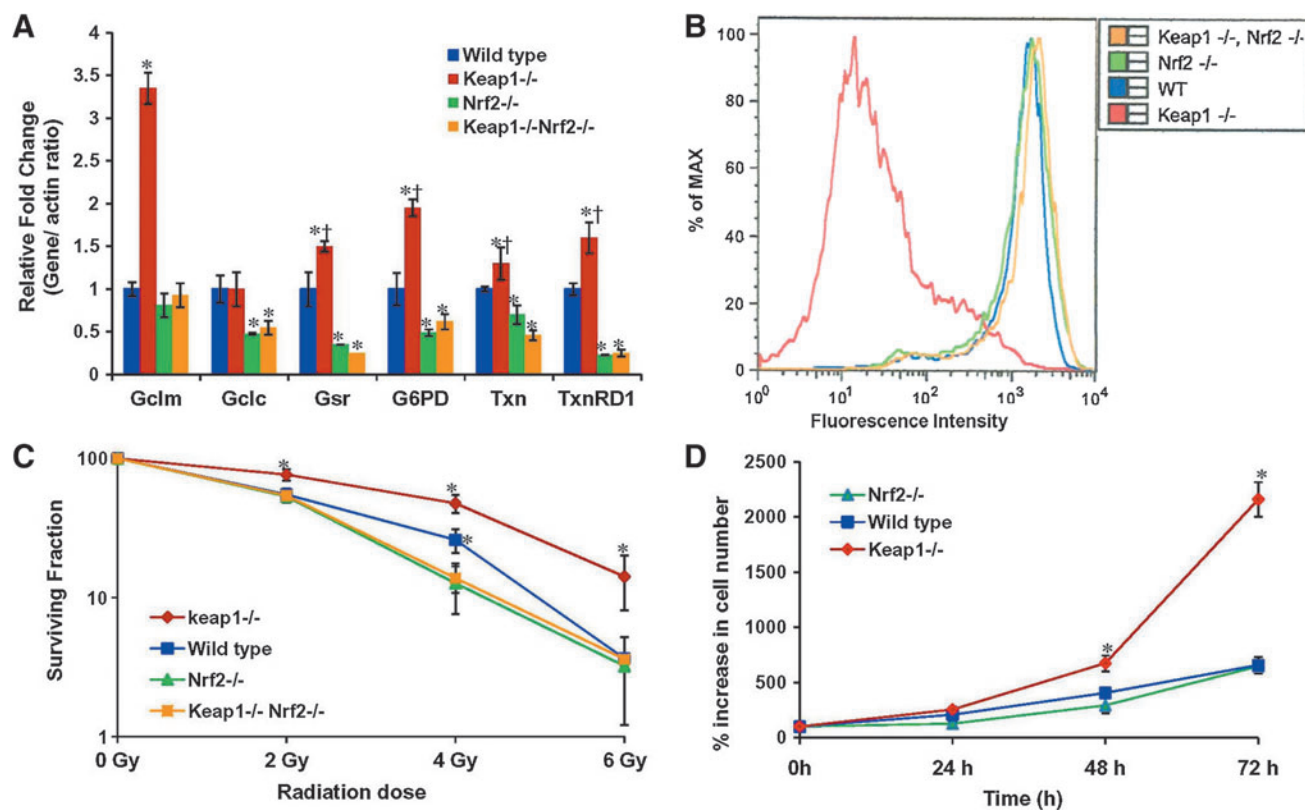 A
Relative Fold Change
(Gene/ actin ratio)
4
3.5
3
2.5
2
1.5
1
0.5
0
Wild type
Keap1-/-
Nrf2-/-
Keap1-/-Nrf2-/-
*
* *
*†
* *
*†
* *
*†
* *
*†
* *
Gclm Gclc Gsr G6PD Txn TxnRD1
B
% of MAX
100
80
60
40
20
0
10^0 10^1 10^2 10^3 10^4
Fluorescence Intensity
Keap1 -/-, Nrf2 -/-
Nrf2 -/-
WT
Keap1 -/-
C
Surviving Fraction
100
10
1
* * * *
keap1-/-
Wild type
Nrf2-/-
Keap1-/- Nrf2-/-
0 Gy 2 Gy 4 Gy 6 Gy
Radiation dose
D
% increase in cell number
2500
2000
1500
1000
500
0
Nrf2-/-
Wild type
Keap1-/-
* *
0h 24 h 48 h 72 h
Time (h)